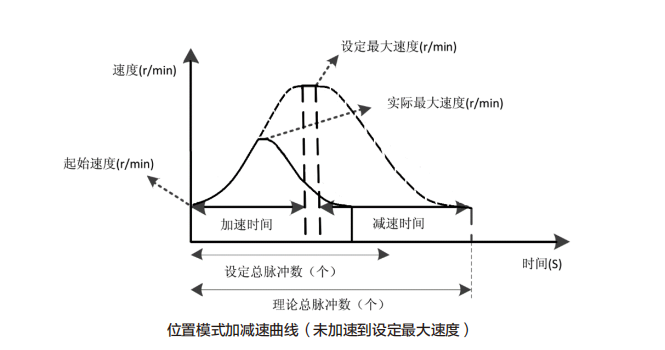 设定最大速度(r/min)
速度(r/min)
实际最大速度(r/min)
起始速度(r/min)
加速时间
减速时间
时间(S)
设定总脉冲数（个）
理论总脉冲数（个）
位置模式加减速曲线（未加速到设定最大速度）